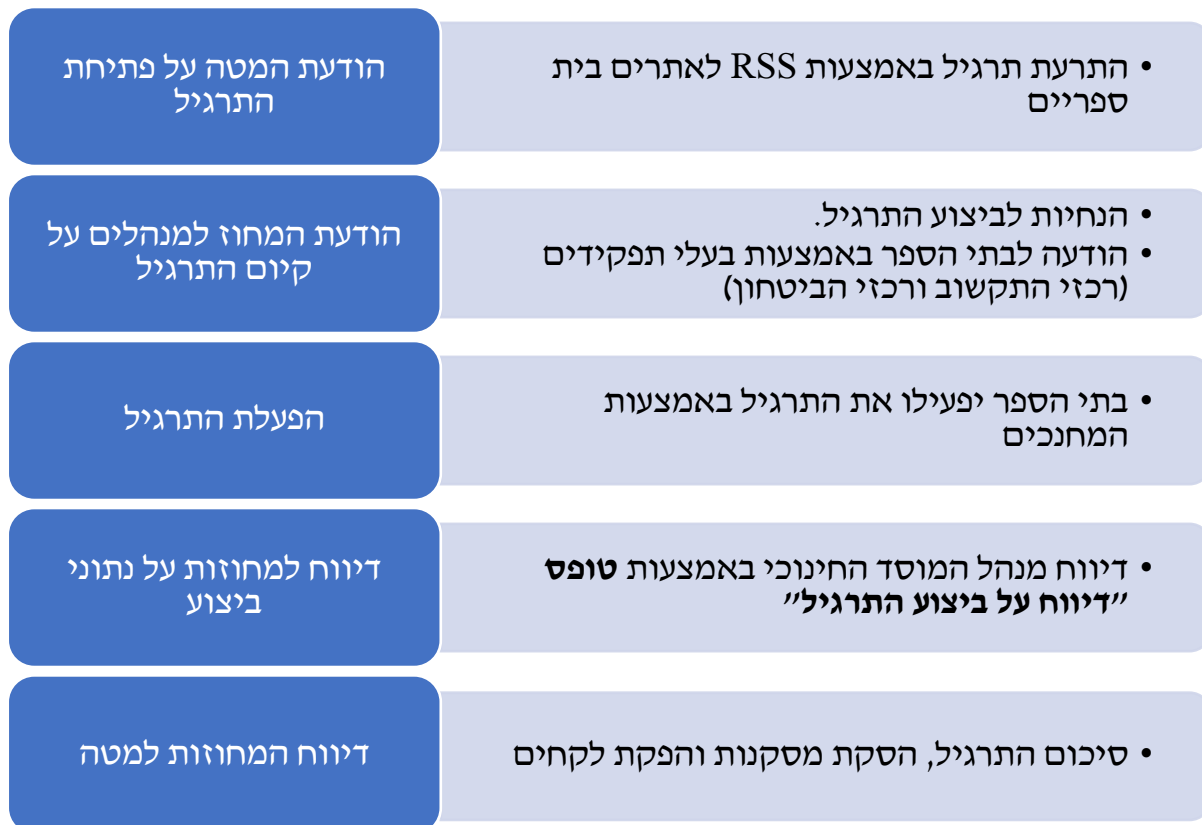 הודעת המטה על פתיחת
התרגיל
• התרעת תרגיל באמצעות RSS לאתרים בית
ספריים
הודעת המחוז למנהלים על
קיום התרגיל
• הנחיות לביצוע התרגיל.
• הודעה לבתי הספר באמצעות בעלי תפקידים
(רכזי התקשוב ורכזי הביטחון)
הפעלת התרגיל
• בתי הספר יפעילו את התרגיל באמצעות
המחנכים
דיווח למחוזות על נתוני
ביצוע
• דיווח מנהל המוסד החינוכי באמצעות טופס
"דיווח על ביצוע התרגיל"
דיווח המחוזות למטה
• סיכום התרגיל, הסקת מסקנות והפקת לקחים